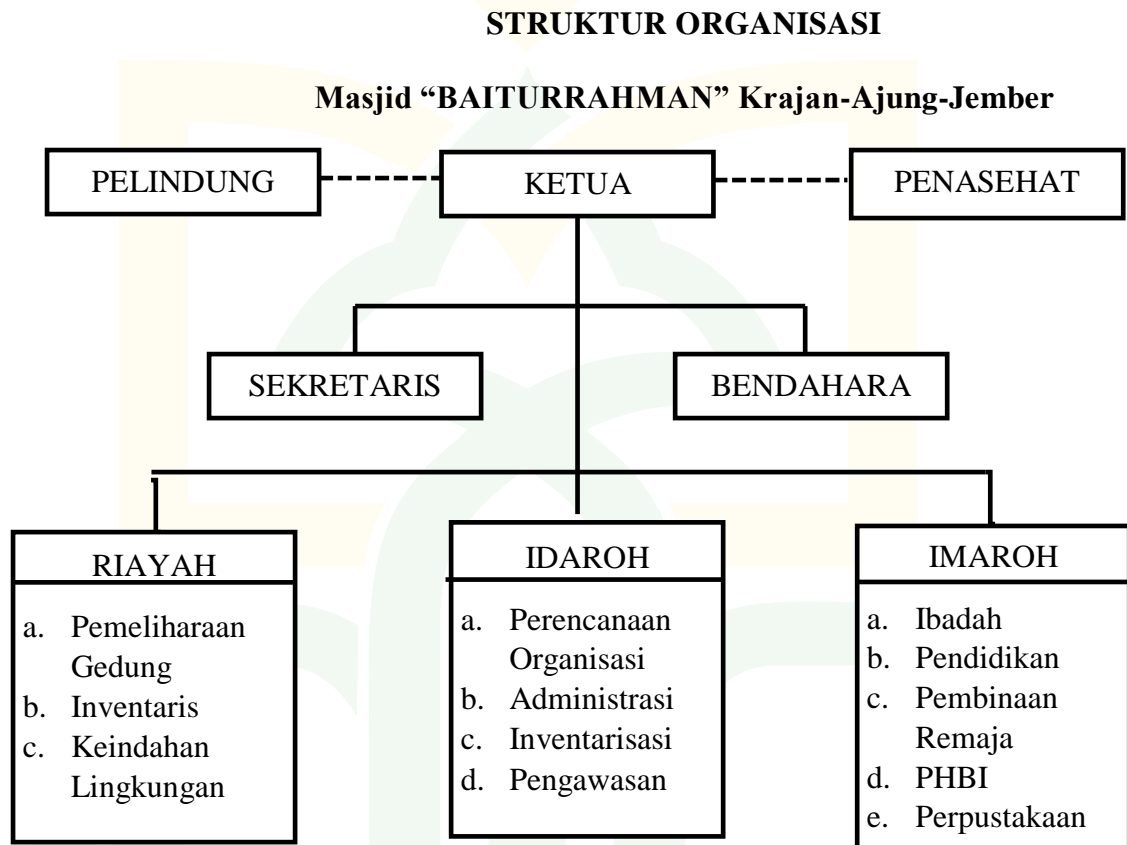 STRUKTUR ORGANISASI
Masjid “BAITURRAHMAN” Krajan-Ajung-Jember
PELINDUNG
KETUA
PENASEHAT
SEKRETARIS
BENDAHARA
RIAYAH
a. Pemeliharaan
Gedung
b. Inventaris
c. Keindahan
Lingkungan
IDAROH
a. Perencanaan
Organisasi
b. Administrasi
c. Inventarisasi
d. Pengawasan
IMAROH
a. Ibadah
b. Pendidikan
c. Pembinaan
Remaja
d. PHBI
e. Perpustakaan